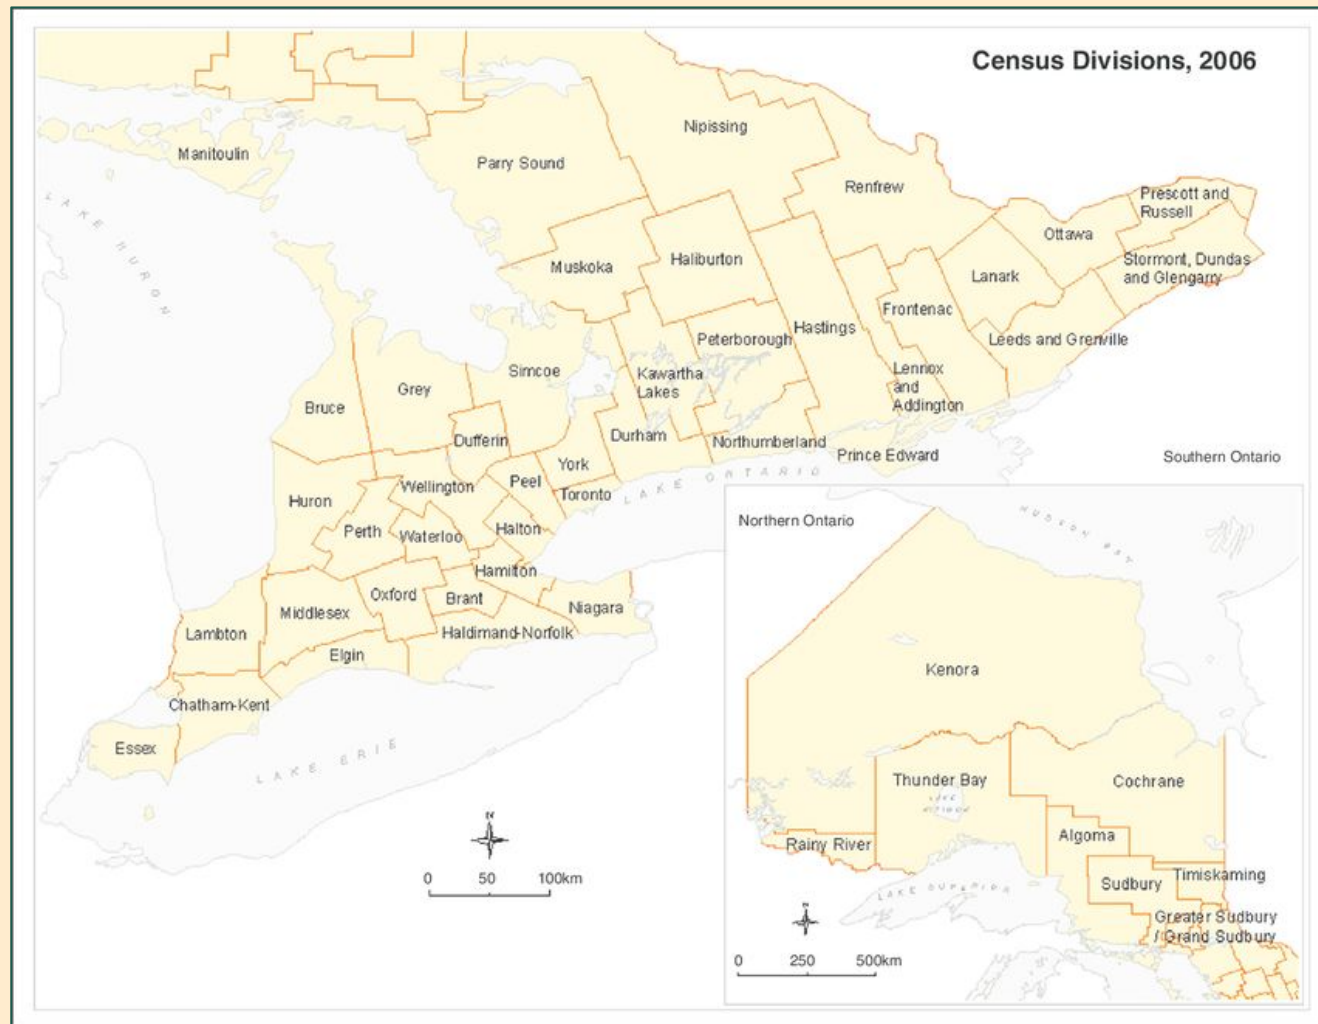 Census Divisions, 2006
Nipissing
Manitoulin
Parry Sound
Renfrew
Prescott and
Russell
LAKE HURON
Ottawa
Muskoka
Haliburton
Lanark
Stormont, Dundas
and Glengarry
Frontenac
Hastings
Peterborough
Leeds and Grenville
Simcoe
Kawartha
Lakes
Lennox
and
Addington
Grey
Bruce
Dufferin
Durham
Northumberland
Prince Edward
Southern Ontario
York
Peel
Wellington
Toronto
LAKE ONTARIO
Huron
Perth
Waterloo
Halton
Hamilton
Oxford
Brant
Niagara
Middlesex
Lambton
Haldimand-Norfolk
Elgin
Chatham-Kent
Essex
LAKE ERIE
N
0 50 100km
Northern Ontario
HUDSON BAY
Kenora
Thunder Bay
LAKE
Cochrane
Algoma
Rainy River
Timiskaming
Sudbury
LAKE SUPERIOR
Greater Sudbury
/ Grand Sudbury
N
0 250 500km